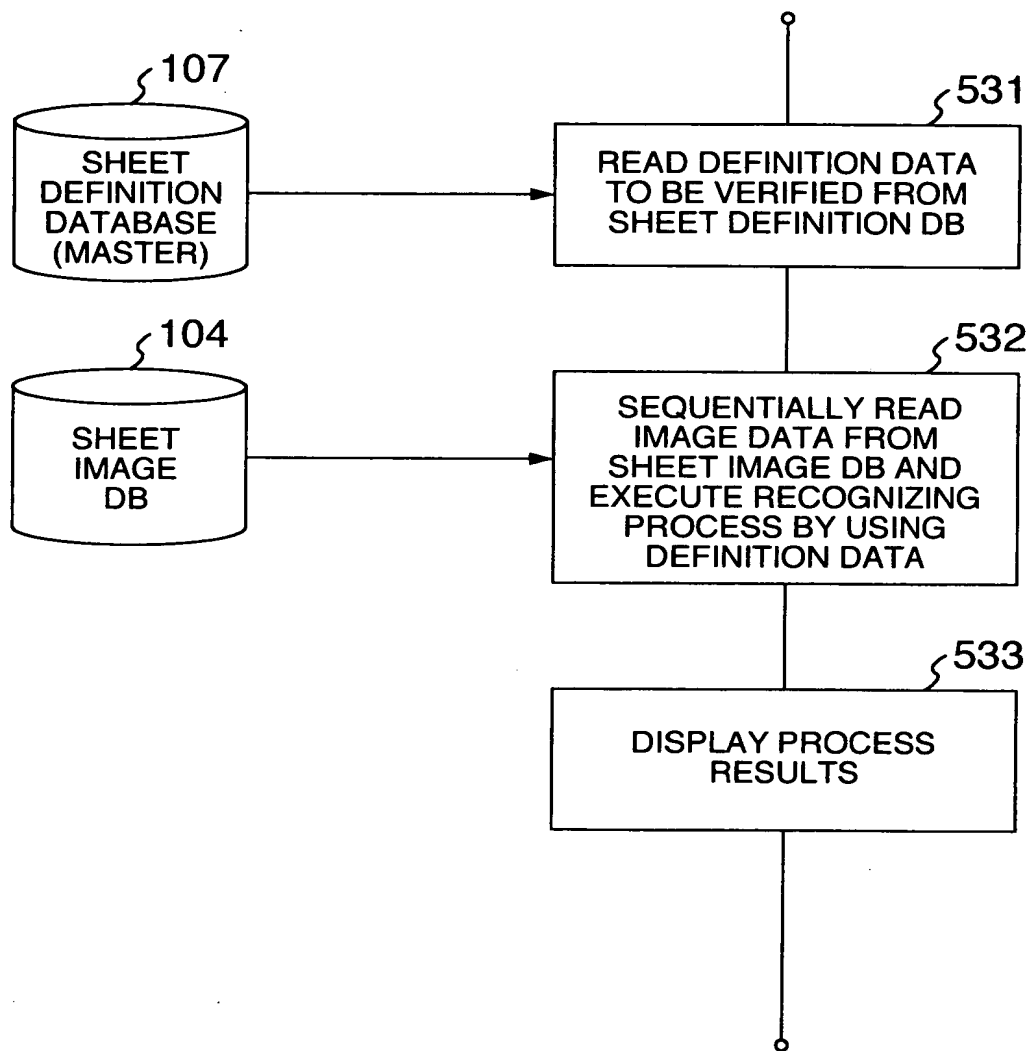 107
SHEET
DEFINITION
DATABASE
(MASTER)
531
READ DEFINITION DATA
TO BE VERIFIED FROM
SHEET DEFINITION DB
104
SHEET
IMAGE
DB
532
SEQUENTIALLY READ
IMAGE DATA FROM
SHEET IMAGE DB AND
EXECUTE RECOGNIZING
PROCESS BY USING
DEFINITION DATA
533
DISPLAY PROCESS
RESULTS